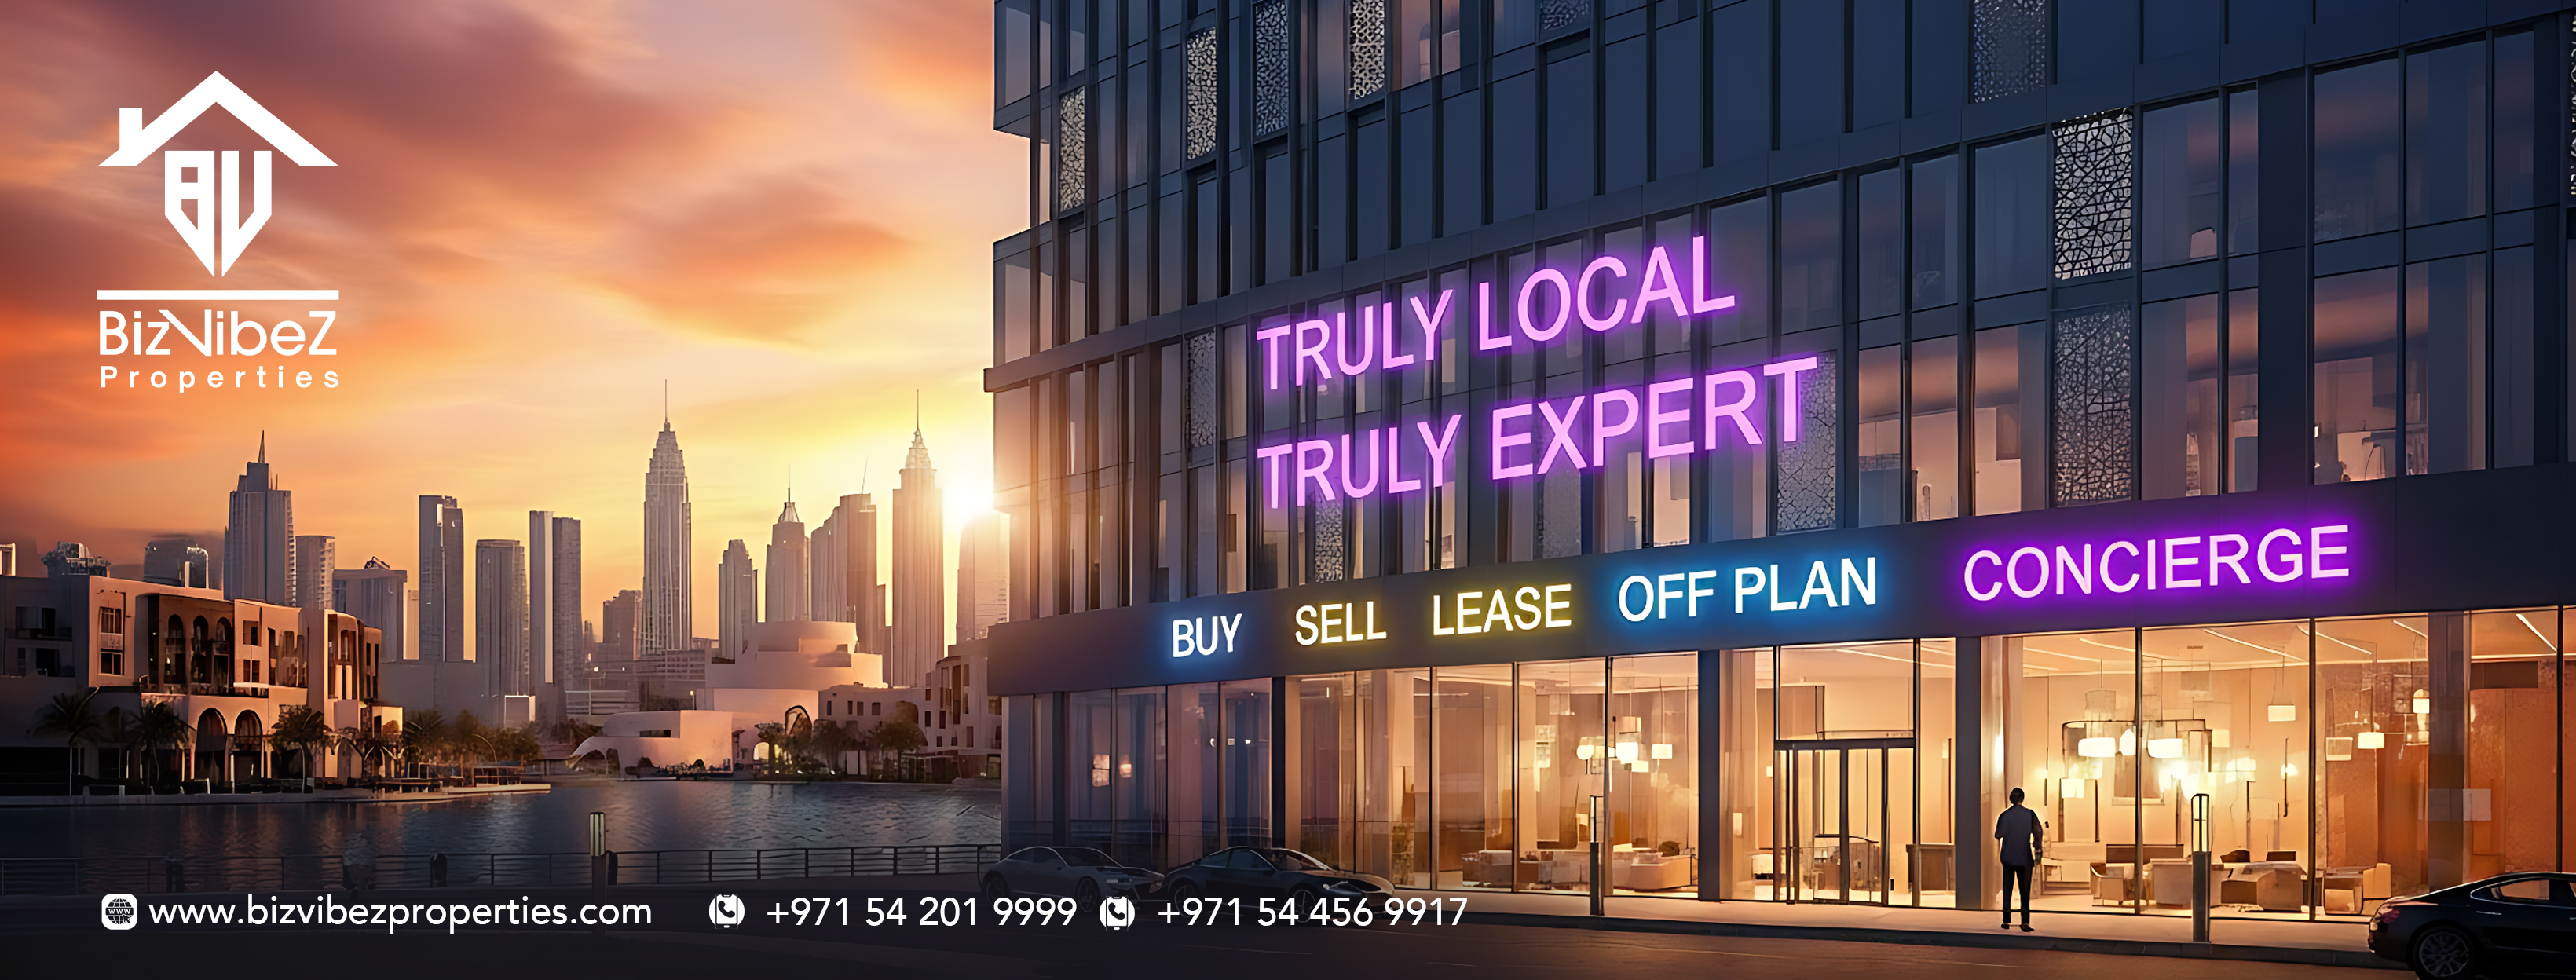 BV
BizVibeZ
Properties
TRULY LOCAL
TRULY EXPERT
BUY SELL LEASE OFF PLAN CONCIERGE
www.bizvibezproperties.com +971 54 201 9999 +971 54 456 9917